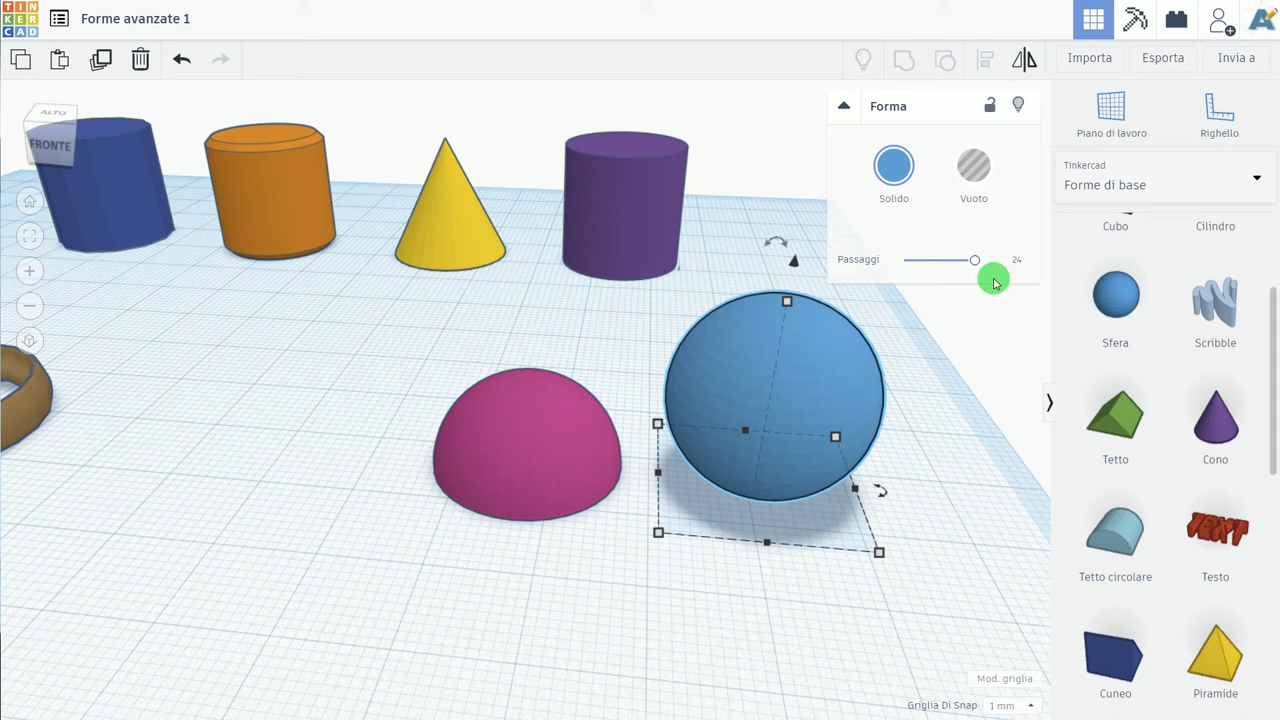 TIN
KER
CAD
Forme avanzate 1
Importa
Esporta
Invia a
ALTO
FRONTE
Forma
Solido
Vuoto
Passaggi
24
Piano di lavoro
Righello
Tinkercad
Forme di base
Cubo
Cilindro
Sfera
Scribble
Tetto
Cono
TEXT
Tetto circolare
Testo
Cuneo
Piramide
Mod. griglia
Griglia Di Snap
1 mm